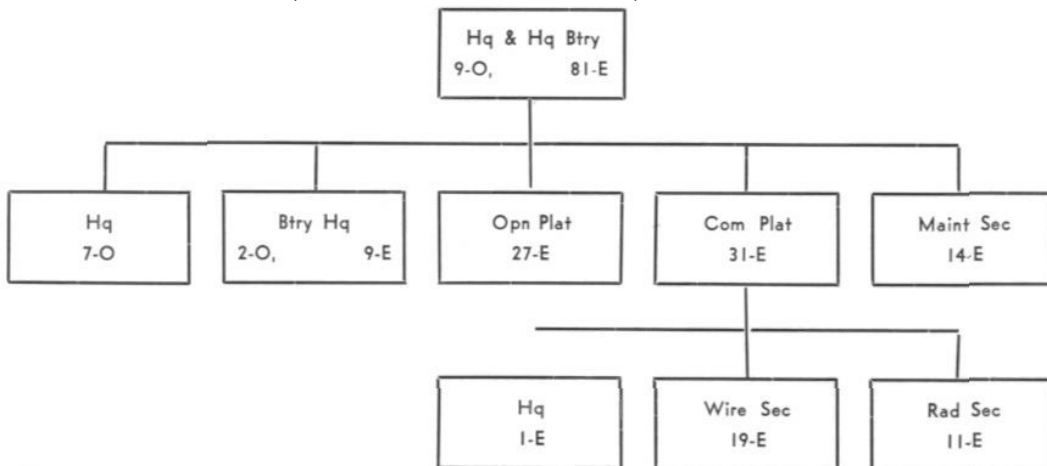 Hq & Hq Btry
9-O, 81-E
Hq
7-O
Btry Hq
2-O, 9-E
Opn Plat
27-E
Com Plat
31-E
Maint Sec
14-E
Hq
1-E
Wire Sec
19-E
Rad Sec
11-E